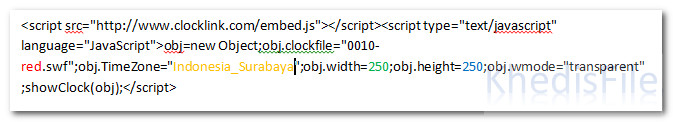 <script src="http://www.clocklink.com/embed.js"></script><script type="text/javascript"
language="JavaScript">obj=new Object;obj.clockfile="0010-
red.swf";obj.TimeZone="Indonesia_Surabaya";obj.width=250;obj.height=250;obj.wmode="transparent"
;showClock(obj);</script>
KhedisFile